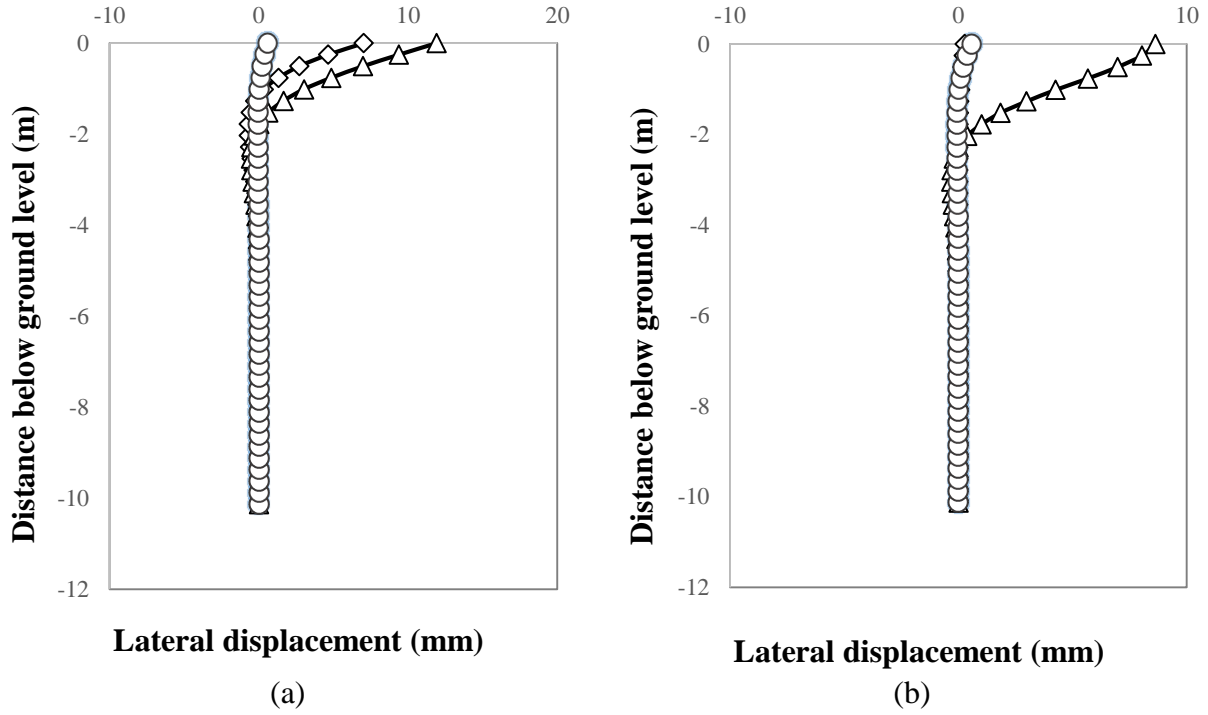 -10 0 10 20
0
-2
-4
-6
-8
-10
-12
Distance below ground level (m)
Lateral displacement (mm)
(a)
-10 0 10
0
-2
-4
-6
-8
-10
-12
Distance below ground level (m)
Lateral displacement (mm)
(b)